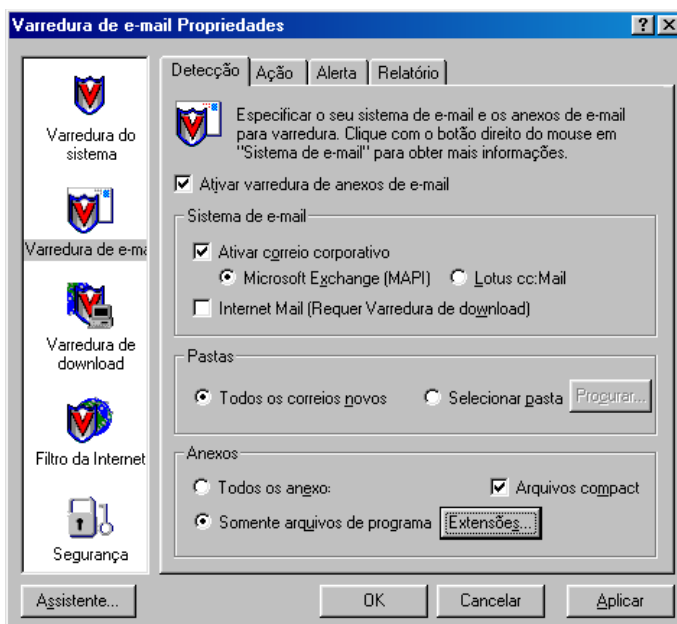 Varredura de e-mail Propriedades
Varredura do
sistema
Varredura de e-ma
Varredura de
download
Filtro da Internet
Segurança
Detecção Ação Alerta Relatório
Especificar o seu sistema de e-mail e os anexos de e-mail
para varredura. Clique com o botão direito do mouse em
"Sistema de e-mail" para obter mais informações.
Ativar varredura de anexos de e-mail
Sistema de e-mail
Ativar correio corporativo
Microsoft Exchange (MAPI) Lotus cc:Mail
Internet Mail (Requer Varredura de download)
Pastas
Todos os correios novos Selecionar pasta Procurar...
Anexos
Todos os anexo: Arquivos compact
Somente arquivos de programa Extensões...
Assistente... OK Cancelar Aplicar